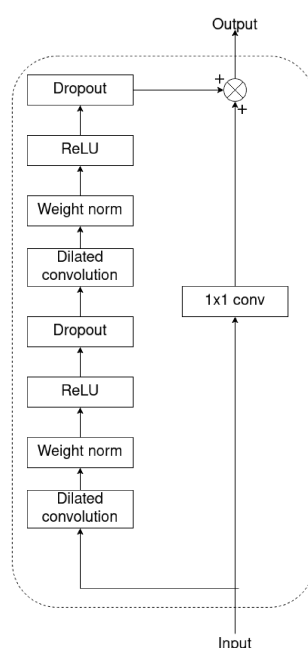 Output
Dropout
+
+
ReLU
Weight norm
Dilated
convolution
1x1 conv
Dropout
ReLU
Weight norm
Dilated
convolution
Input